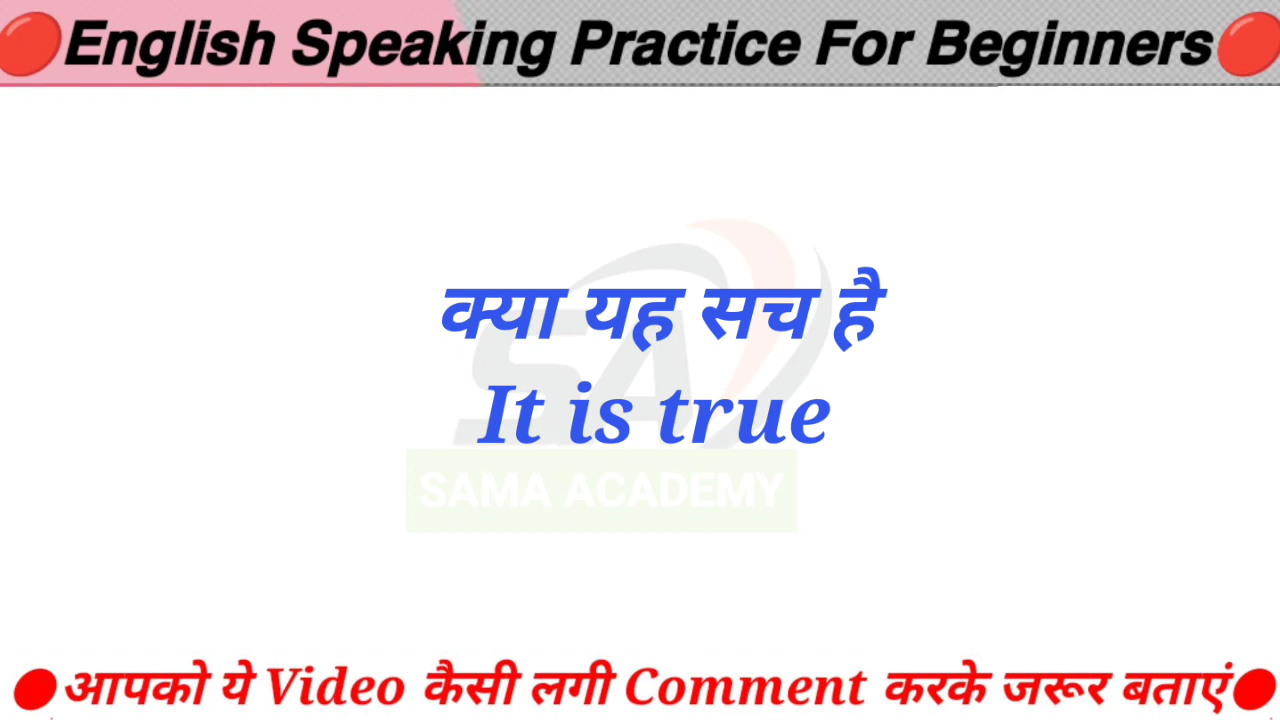 English Speaking Practice For Beginners
क्या यह सच है
It is true
SA
SAMA ACADEMY
आपको ये Video कैसी लगी Comment करके जरूर बताएं